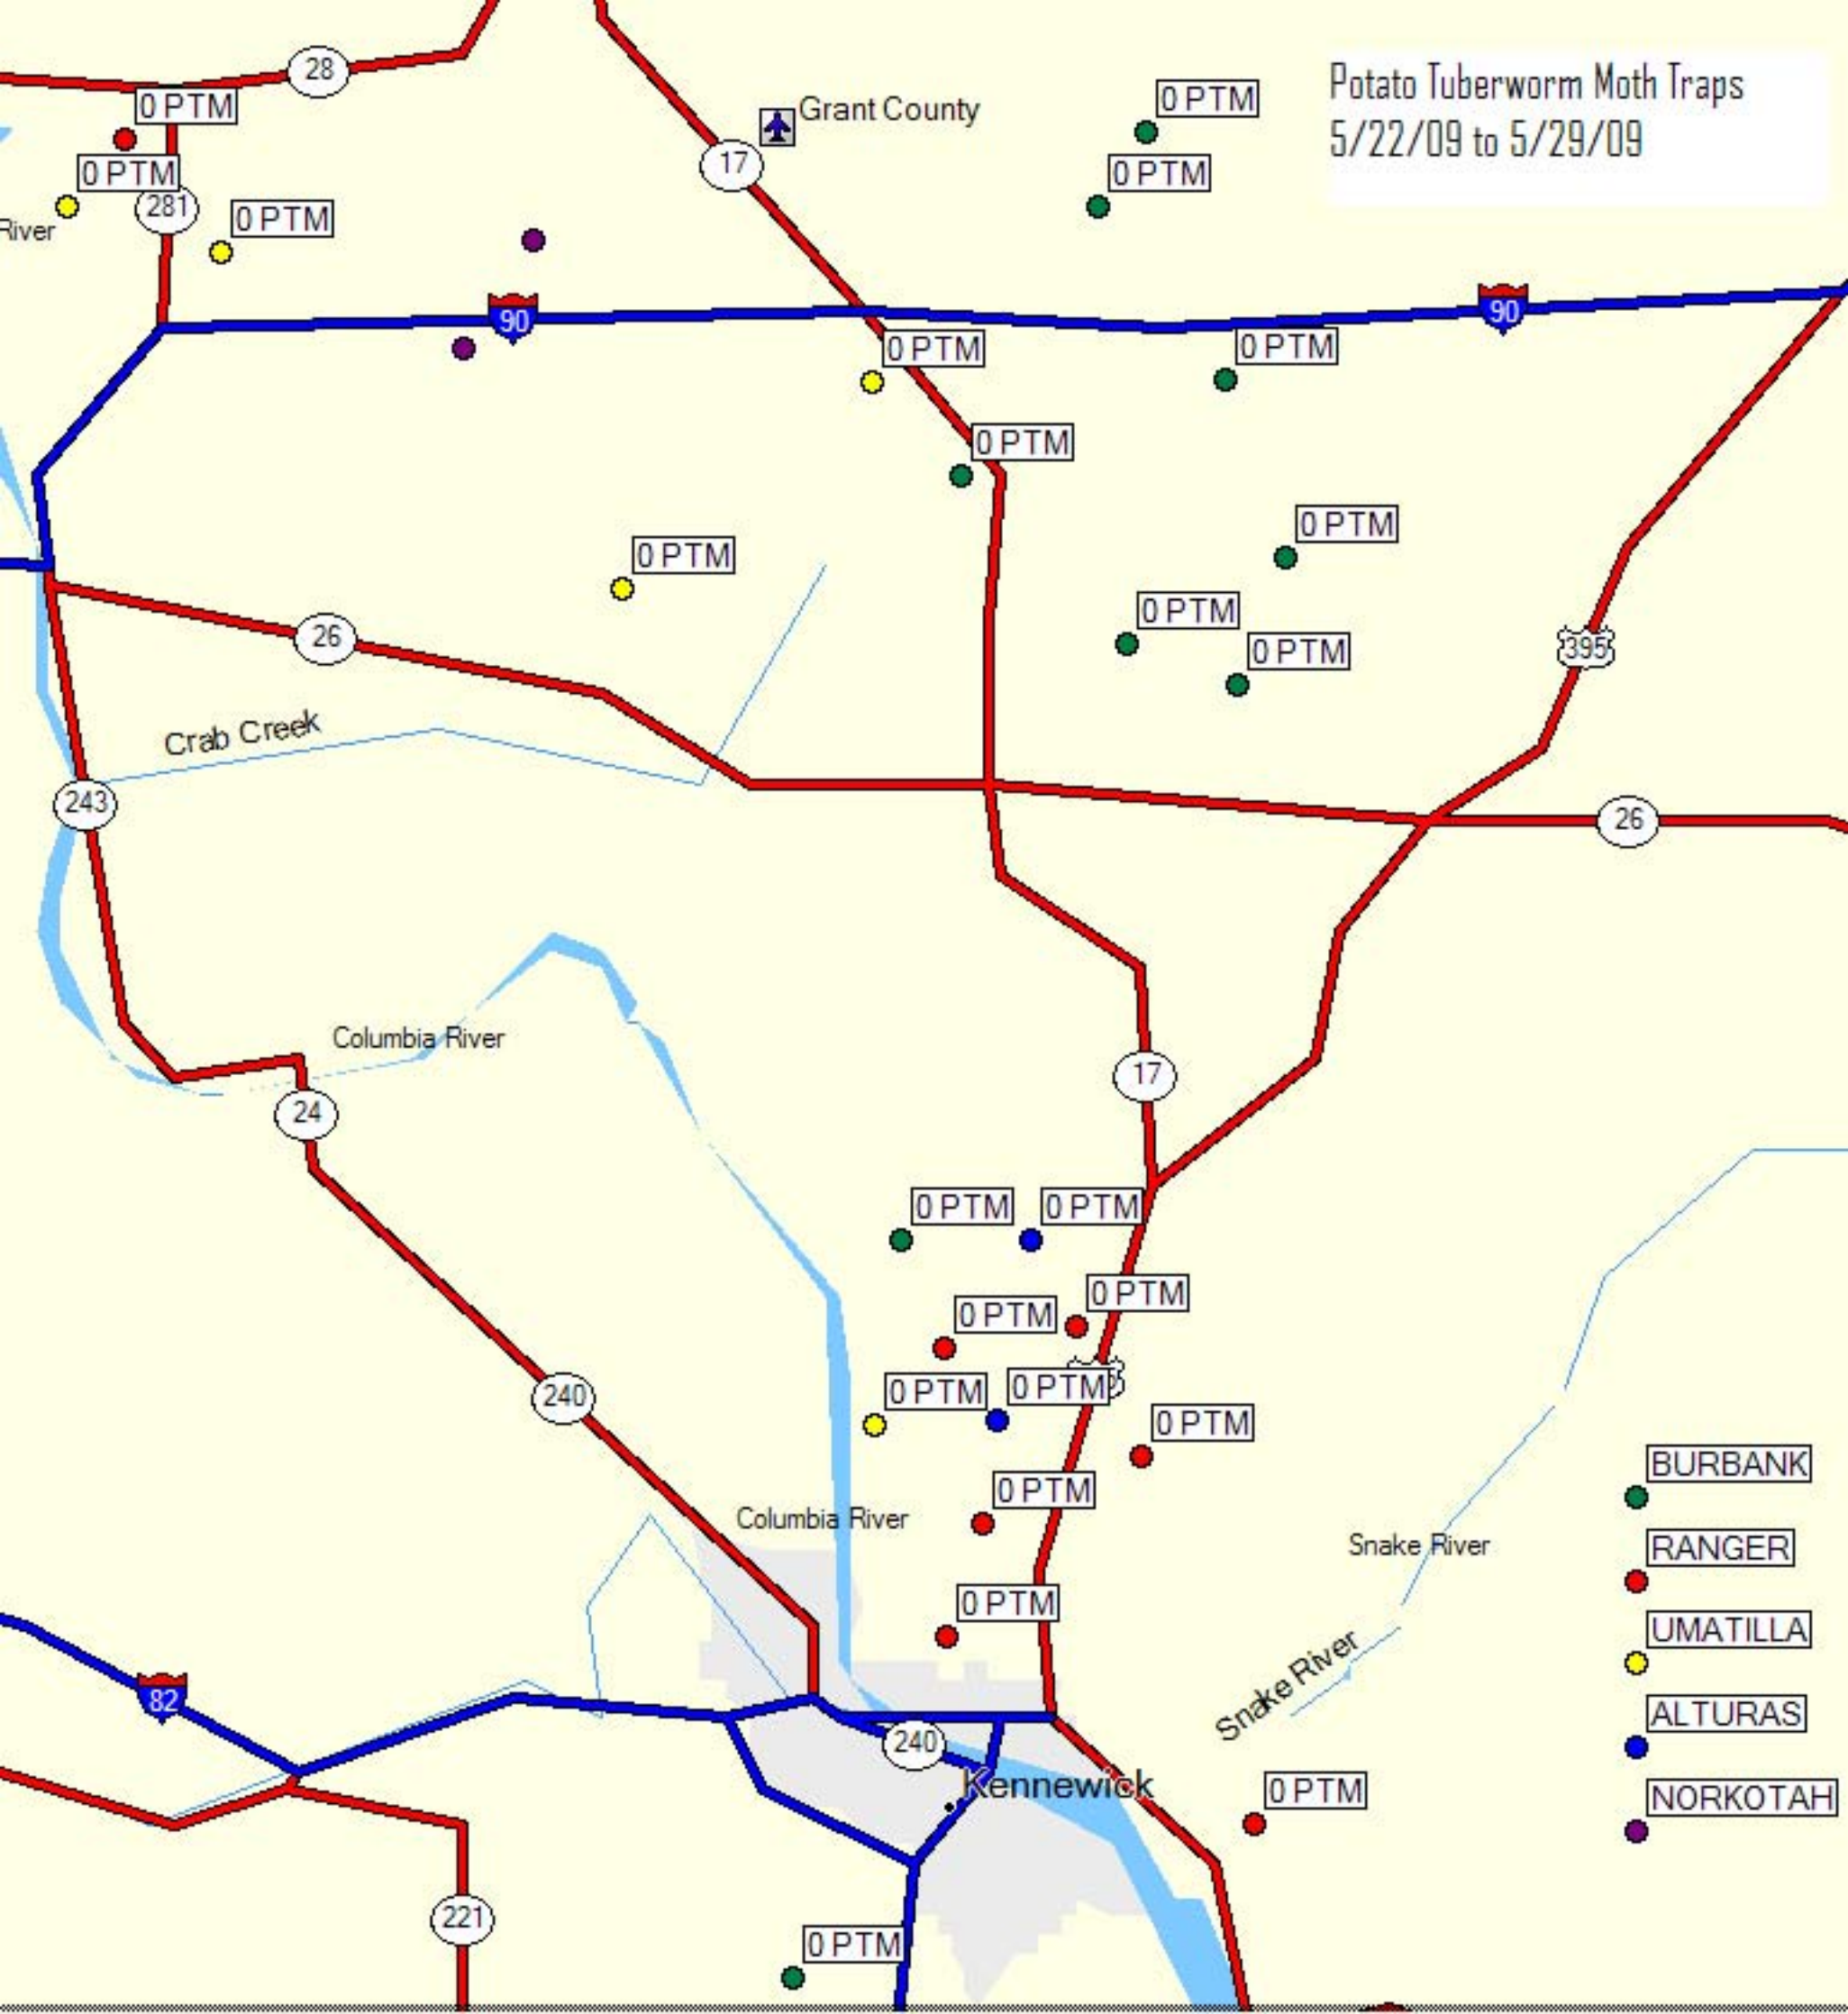 28
0 PTM
Grant County
0 PTM
Potato Tuberworm Moth Traps
5/22/09 to 5/29/09
17
0 PTM
0 PTM
281
0 PTM
River
90
90
0 PTM
0 PTM
0 PTM
0 PTM
0 PTM
0 PTM
26
0 PTM
395
Crab Creek
243
26
Columbia River
17
24
0 PTM
0 PTM
0 PTM
0 PTM
0 PTM
0 PTM
240
0 PTM
BURBANK
0 PTM
Columbia River
Snake River
RANGER
0 PTM
UMATILLA
Snake River
82
ALTURAS
240
Kennewick
0 PTM
NORKOTAH
221
0 PTM